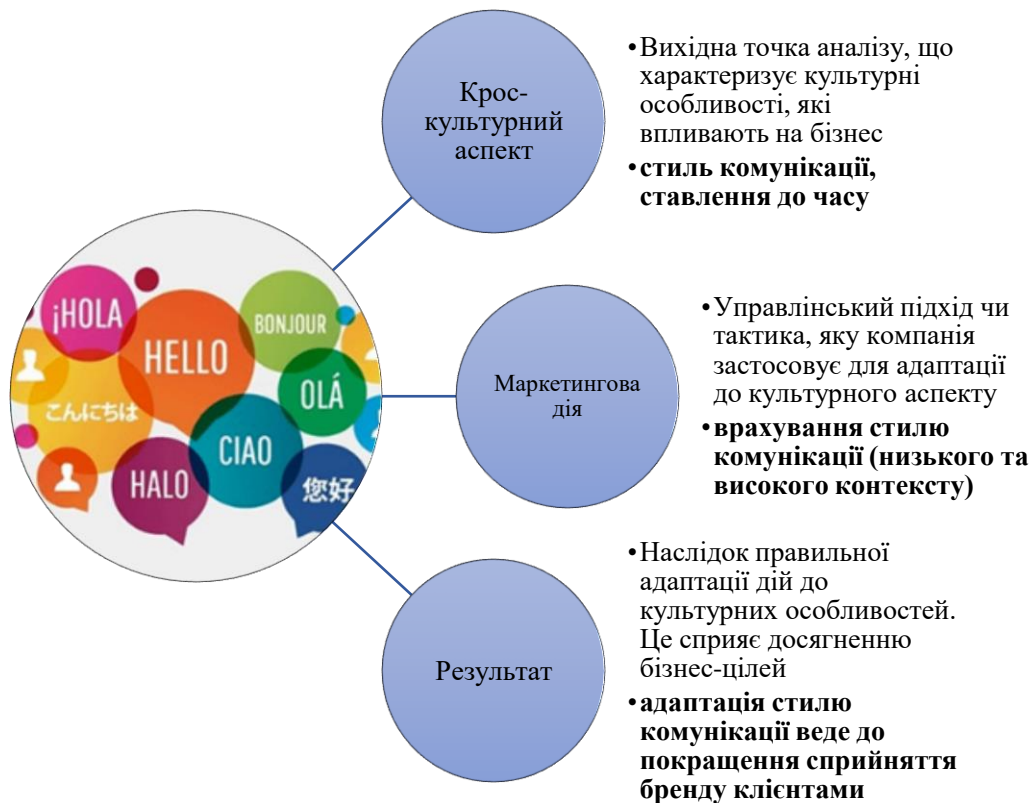 Крос-
культурний
аспект
•Вихідна точка аналізу, що
характеризує культурні
особливості, які
впливають на бізнес
•стиль комунікації,
ставлення до часу
¡HOLA
HELLO
BONJOUR
OLÁ
こんにちは
CIAO
HALO
您好
Маркетингова
дія
•Управлінський підхід чи
тактика, яку компанія
застосовує для адаптації
до культурного аспекту
•врахування стилю
комунікації (низького та
високого контексту)
Результат
•Наслідок правильної
адаптації дій до
культурних особливостей.
Це сприяє досягненню
бізнес-цілей
•адаптація стилю
комунікації веде до
покращення сприйняття
бренду клієнтами